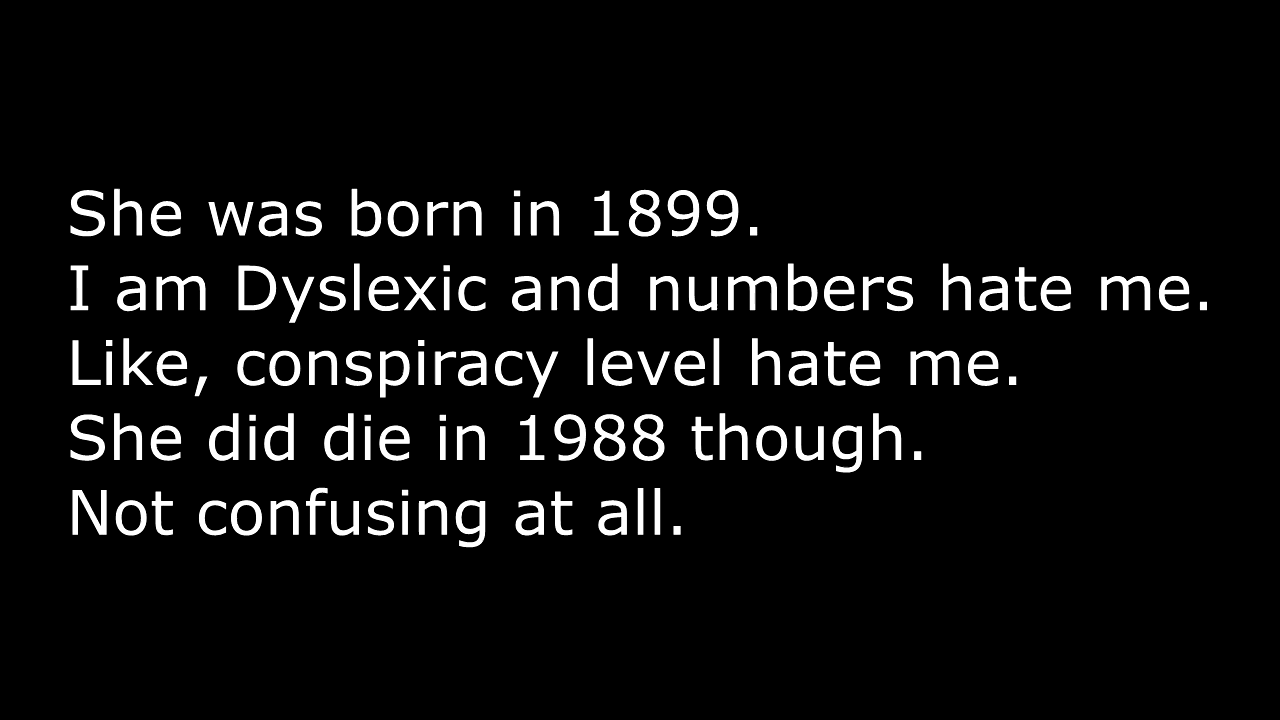 She was born in 1899.
I am Dyslexic and numbers hate me.
Like, conspiracy level hate me.
She did die in 1988 though.
Not confusing at all.